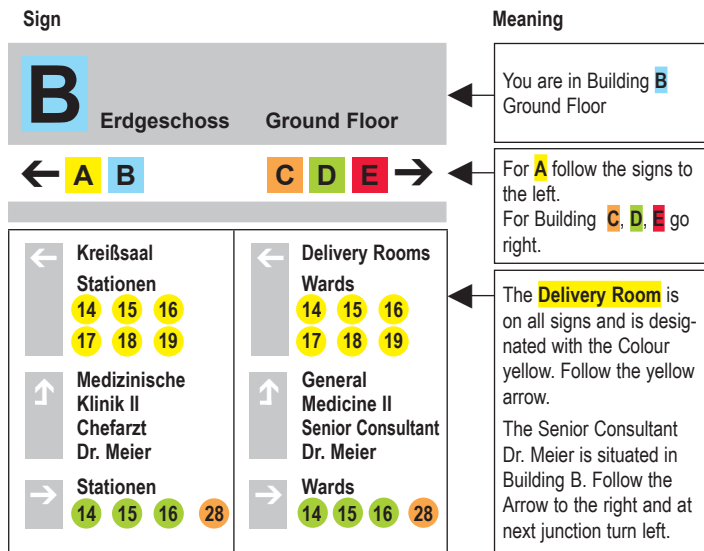 Sign
Meaning
B
Erdgeschoss Ground Floor
You are in Building B
Ground Floor
A B
C D E
For A follow the signs to
the left.
For Building C, D, E go
right.
Kreißsaal
Stationen
14 15 16
17 18 19
Medizinische
Klinik II
Chefarzt
Dr. Meier
Stationen
14 15 16 28
Delivery Rooms
Wards
14 15 16
17 18 19
General
Medicine II
Senior Consultant
Dr. Meier
Wards
14 15 16 28
The Delivery Room is
on all signs and is desig-
nated with the Colour
yellow. Follow the yellow
arrow.
The Senior Consultant
Dr. Meier is situated in
Building B. Follow the
Arrow to the right and at
next junction turn left.